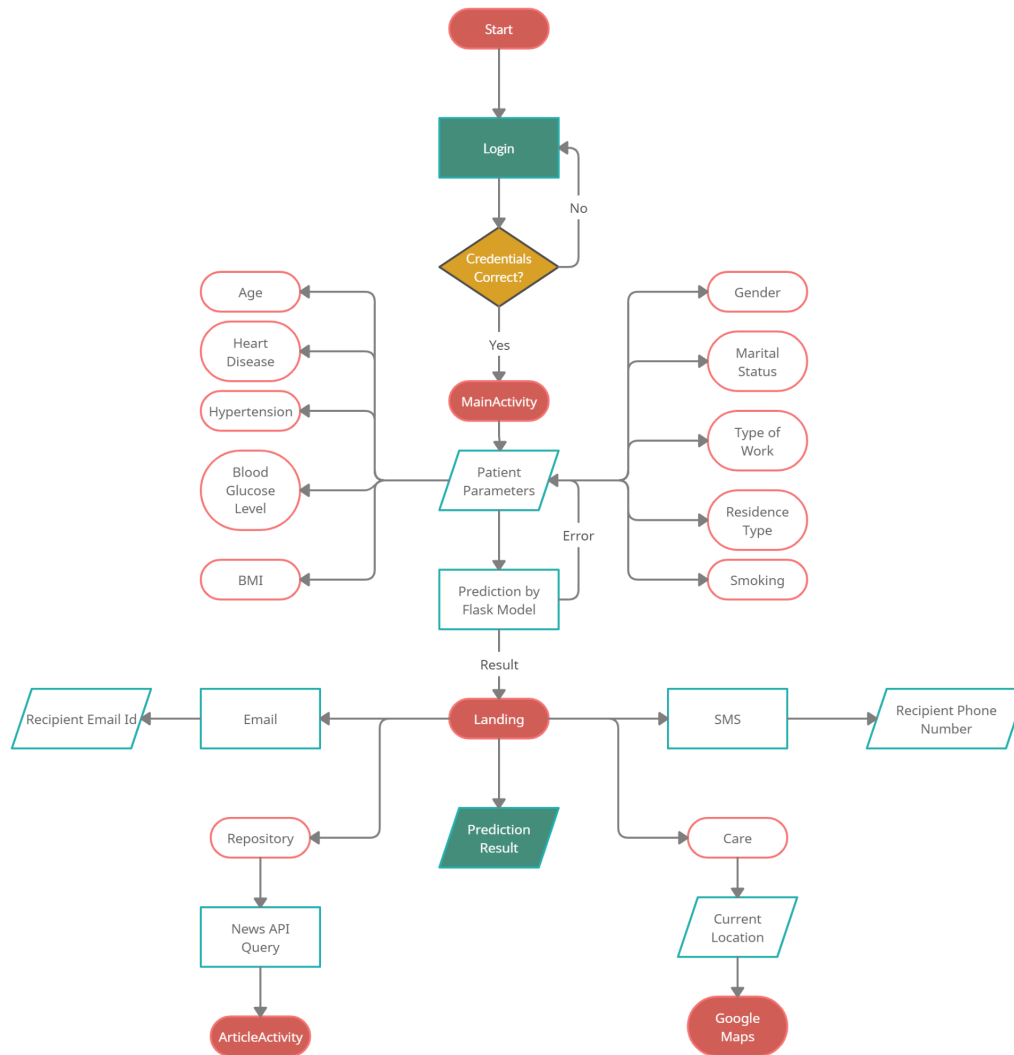 Start
Login
No
Credentials
Correct?
Age
Gender
Heart
Disease
Marital
Status
Yes
MainActivity
Hypertension
Type of
Work
Blood
Glucose
Level
Patient
Parameters
Residence
Type
Error
BMI
Prediction by
Flask Model
Smoking
Result
Recipient Email Id
Email
Landing
SMS
Recipient Phone
Number
Repository
Prediction
Result
Care
News API
Query
Current
Location
ArticleActivity
Google
Maps